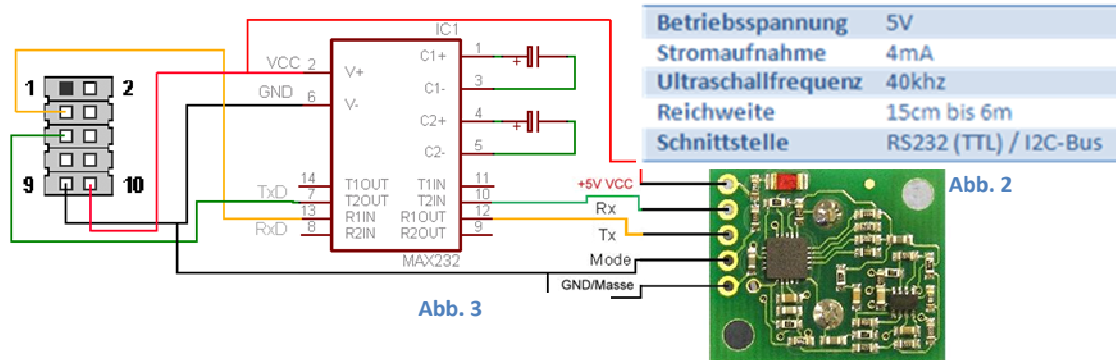 Betriebsspannung 5V
Stromaufnahme 4mA
Ultraschallfrequenz 40khz
Reichweite 15cm bis 6m
Schnittstelle RS232 (TTL) / I2C-Bus
Abb. 2
IC1
VCC 2 V+
GND 6 V-
C1+ 1
C1- 3
C2+ 4
C2- 5
1 2
9 10
14 T1OUT T1IN 11
TxD 7 T2OUT T2IN 10
13 R1IN R1OUT 12
RxD 8 R2IN R2OUT 9
MAX232
+
+
+5V VCC
Rx
Tx
Mode
GND/Masse
Abb. 3